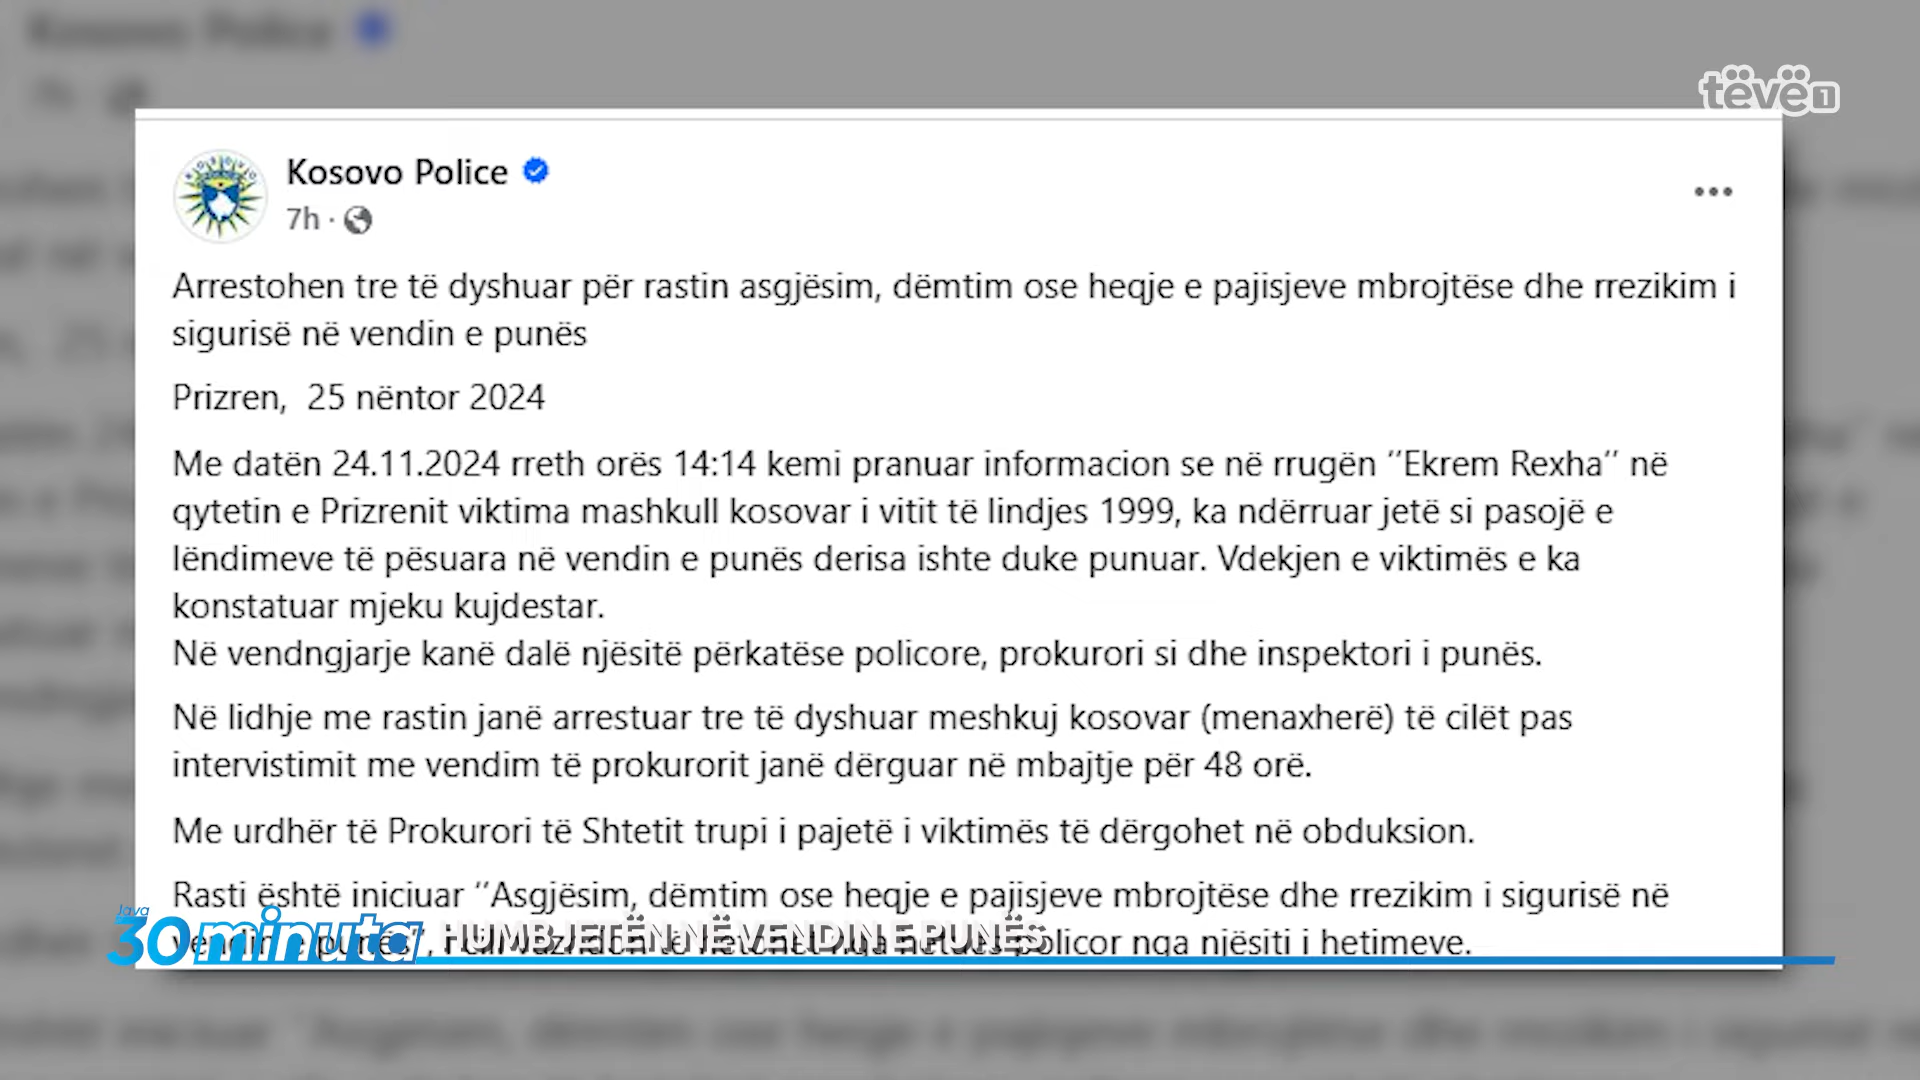 tëvë1
Kosovo Police
7h
Arrestohen tre të dyshuar për rastin asgjësim, dëmtim ose heqje e pajisjeve mbrojtëse dhe rrezikim i
sigurisë në vendin e punës
Prizren, 25 nëntor 2024
Me datën 24.11.2024 rreth orës 14:14 kemi pranuar informacion se në rrugën ‘‘Ekrem Rexha’’ në
qytetin e Prizrenit viktima mashkull kosovar i vitit të lindjes 1999, ka ndërruar jetë si pasojë e
lëndimeve të pësuara në vendin e punës derisa ishte duke punuar. Vdekjen e viktimës e ka
konstatuar mjeku kujdestar.
Në vendngjarje kanë dalë njësitë përkatëse policore, prokurori si dhe inspektori i punës.
Në lidhje me rastin janë arrestuar tre të dyshuar meshkuj kosovar (menaxherë) të cilët pas
intervistimit me vendim të prokurorit janë dërguar në mbajtje për 48 orë.
Me urdhër të Prokurori të Shtetit trupi i pajetë i viktimës të dërgohet në obduksion.
Rasti është iniciuar ‘‘Asgjësim, dëmtim ose heqje e pajisjeve mbrojtëse dhe rrezikim i sigurisë në
policor nga njësiti i hetimeve.
Java
30 minuta
HUMBJETËN NË VENDIN E PUNËS